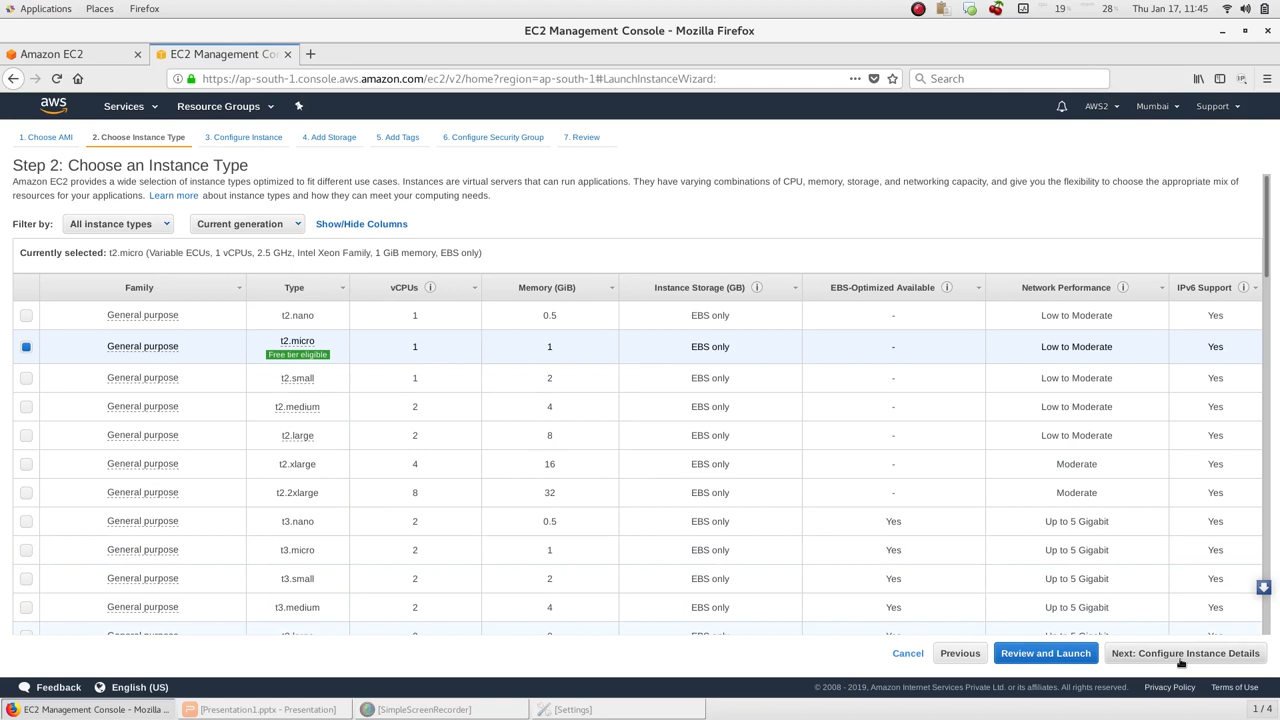 Applications Places Firefox 19% 28% Thu Jan 17, 11:45
EC2 Management Console - Mozilla Firefox
Amazon EC2 EC2 Management Co
https://ap-south-1.console.aws.amazon.com/ec2/v2/home?region=ap-south-1#LaunchInstanceWizard: Search
aws Services Resource Groups AWS2 Mumbai Support
1. Choose AMI 2. Choose Instance Type 3. Configure Instance 4. Add Storage 5. Add Tags 6. Configure Security Group 7. Review
Step 2: Choose an Instance Type
Amazon EC2 provides a wide selection of instance types optimized to fit different use cases. Instances are virtual servers that can run applications. They have varying combinations of CPU, memory, storage, and networking capacity, and give you the flexibility to choose the appropriate mix of
resources for your applications. Learn more about instance types and how they can meet your computing needs.
Filter by: All instance types Current generation Show/Hide Columns
Currently selected: t2.micro (Variable ECUs, 1 vCPUs, 2.5 GHz, Intel Xeon Family, 1 GiB memory, EBS only)
Family Type vCPUs Memory (GiB) Instance Storage (GB) EBS-Optimized Available Network Performance IPv6 Support
General purpose t2.nano 1 0.5 EBS only - Low to Moderate Yes
General purpose t2.micro 1 1 EBS only - Low to Moderate Yes
Free tier eligible
General purpose t2.small 1 2 EBS only - Low to Moderate Yes
General purpose t2.medium 2 4 EBS only - Low to Moderate Yes
General purpose t2.large 2 8 EBS only - Low to Moderate Yes
General purpose t2.xlarge 4 16 EBS only - Moderate Yes
General purpose t2.2xlarge 8 32 EBS only - Moderate Yes
General purpose t3.nano 2 0.5 EBS only Yes Up to 5 Gigabit Yes
General purpose t3.micro 2 1 EBS only Yes Up to 5 Gigabit Yes
General purpose t3.small 2 2 EBS only Yes Up to 5 Gigabit Yes
General purpose t3.medium 2 4 EBS only Yes Up to 5 Gigabit Yes
Cancel Previous Review and Launch Next: Configure Instance Details
Feedback English (US) © 2008 - 2019, Amazon Internet Services Private Ltd. or its affiliates. All rights reserved. Privacy Policy Terms of Use
EC2 Management Console - Mozilla ... [Presentation1.pptx - Presentation] [SimpleScreenRecorder] [Settings] 1 / 4